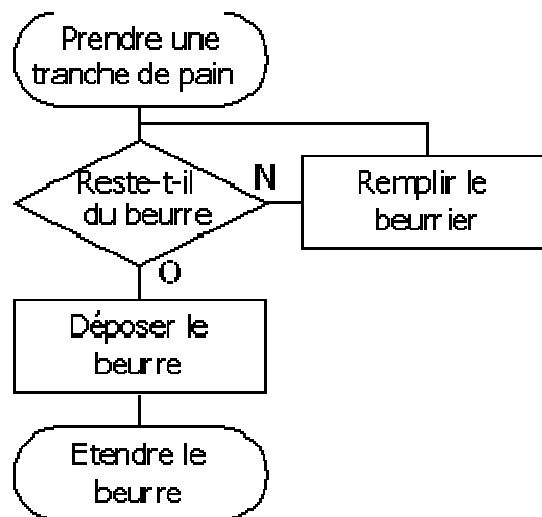 Prendre une
tranche de pain
Reste-t-il
du beurre
N
Remplir le
beurrier
O
Déposer le
beurre
Etendre le
beurre